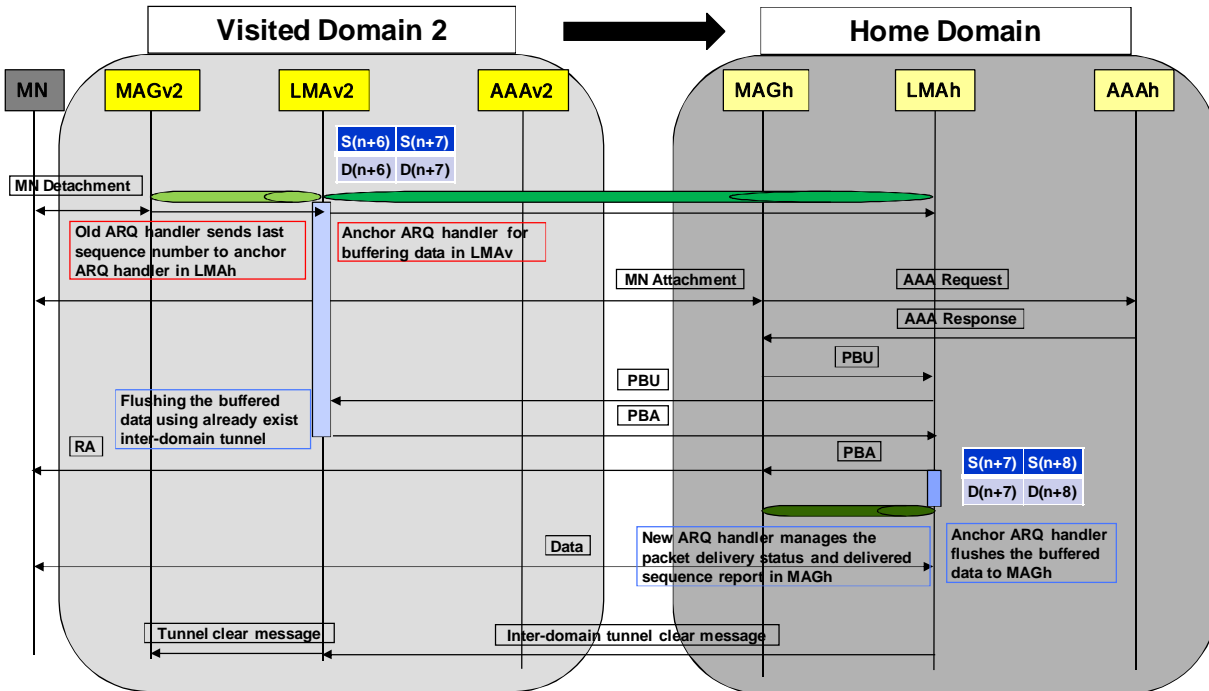 Visited Domain 2
Home Domain
MN
MAGv2
LMAv2
AAAv2
MAGh
LMAh
AAAh
S(n+6) S(n+7)
D(n+6) D(n+7)
MN Detachment
Old ARQ handler sends last
sequence number to anchor
ARQ handler in LMAh
Anchor ARQ handler for
buffering data in LMAv
MN Attachment
AAA Request
AAA Response
PBU
PBU
Flushing the buffered
data using already exist
inter-domain tunnel
PBA
RA
PBA
S(n+7) S(n+8)
D(n+7) D(n+8)
Data
New ARQ handler manages the
packet delivery status and delivered
sequence report in MAGh
Anchor ARQ handler
flushes the buffered
data to MAGh
Tunnel clear message
Inter-domain tunnel clear message